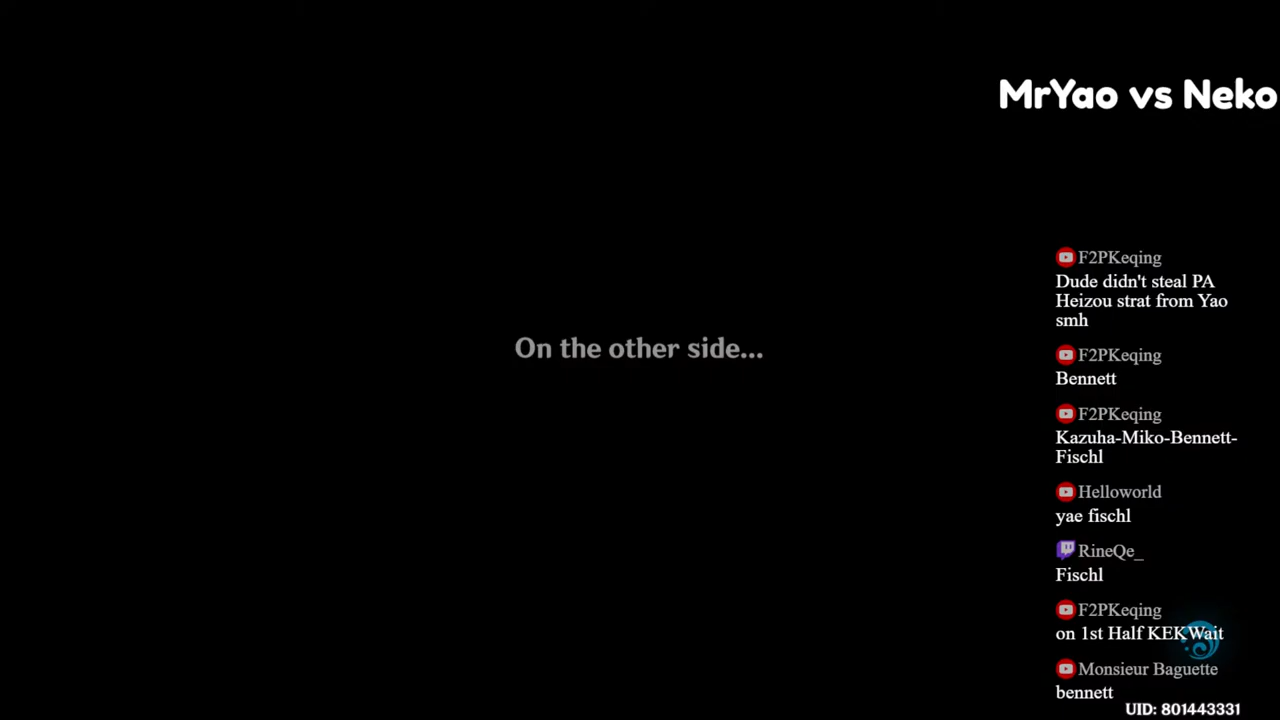 MrYao vs Neko
F2PKeqing
Dude didn't steal PA
Heizou strat from Yao
smh
On the other side...
F2PKeqing
Bennett
F2PKeqing
Kazuha-Miko-Bennett-
Fischl
Helloworld
yae fischl
RineQe_
Fischl
F2PKeqing
on 1st Half KEKWait
Monsieur Baguette
bennett
UID: 801443331